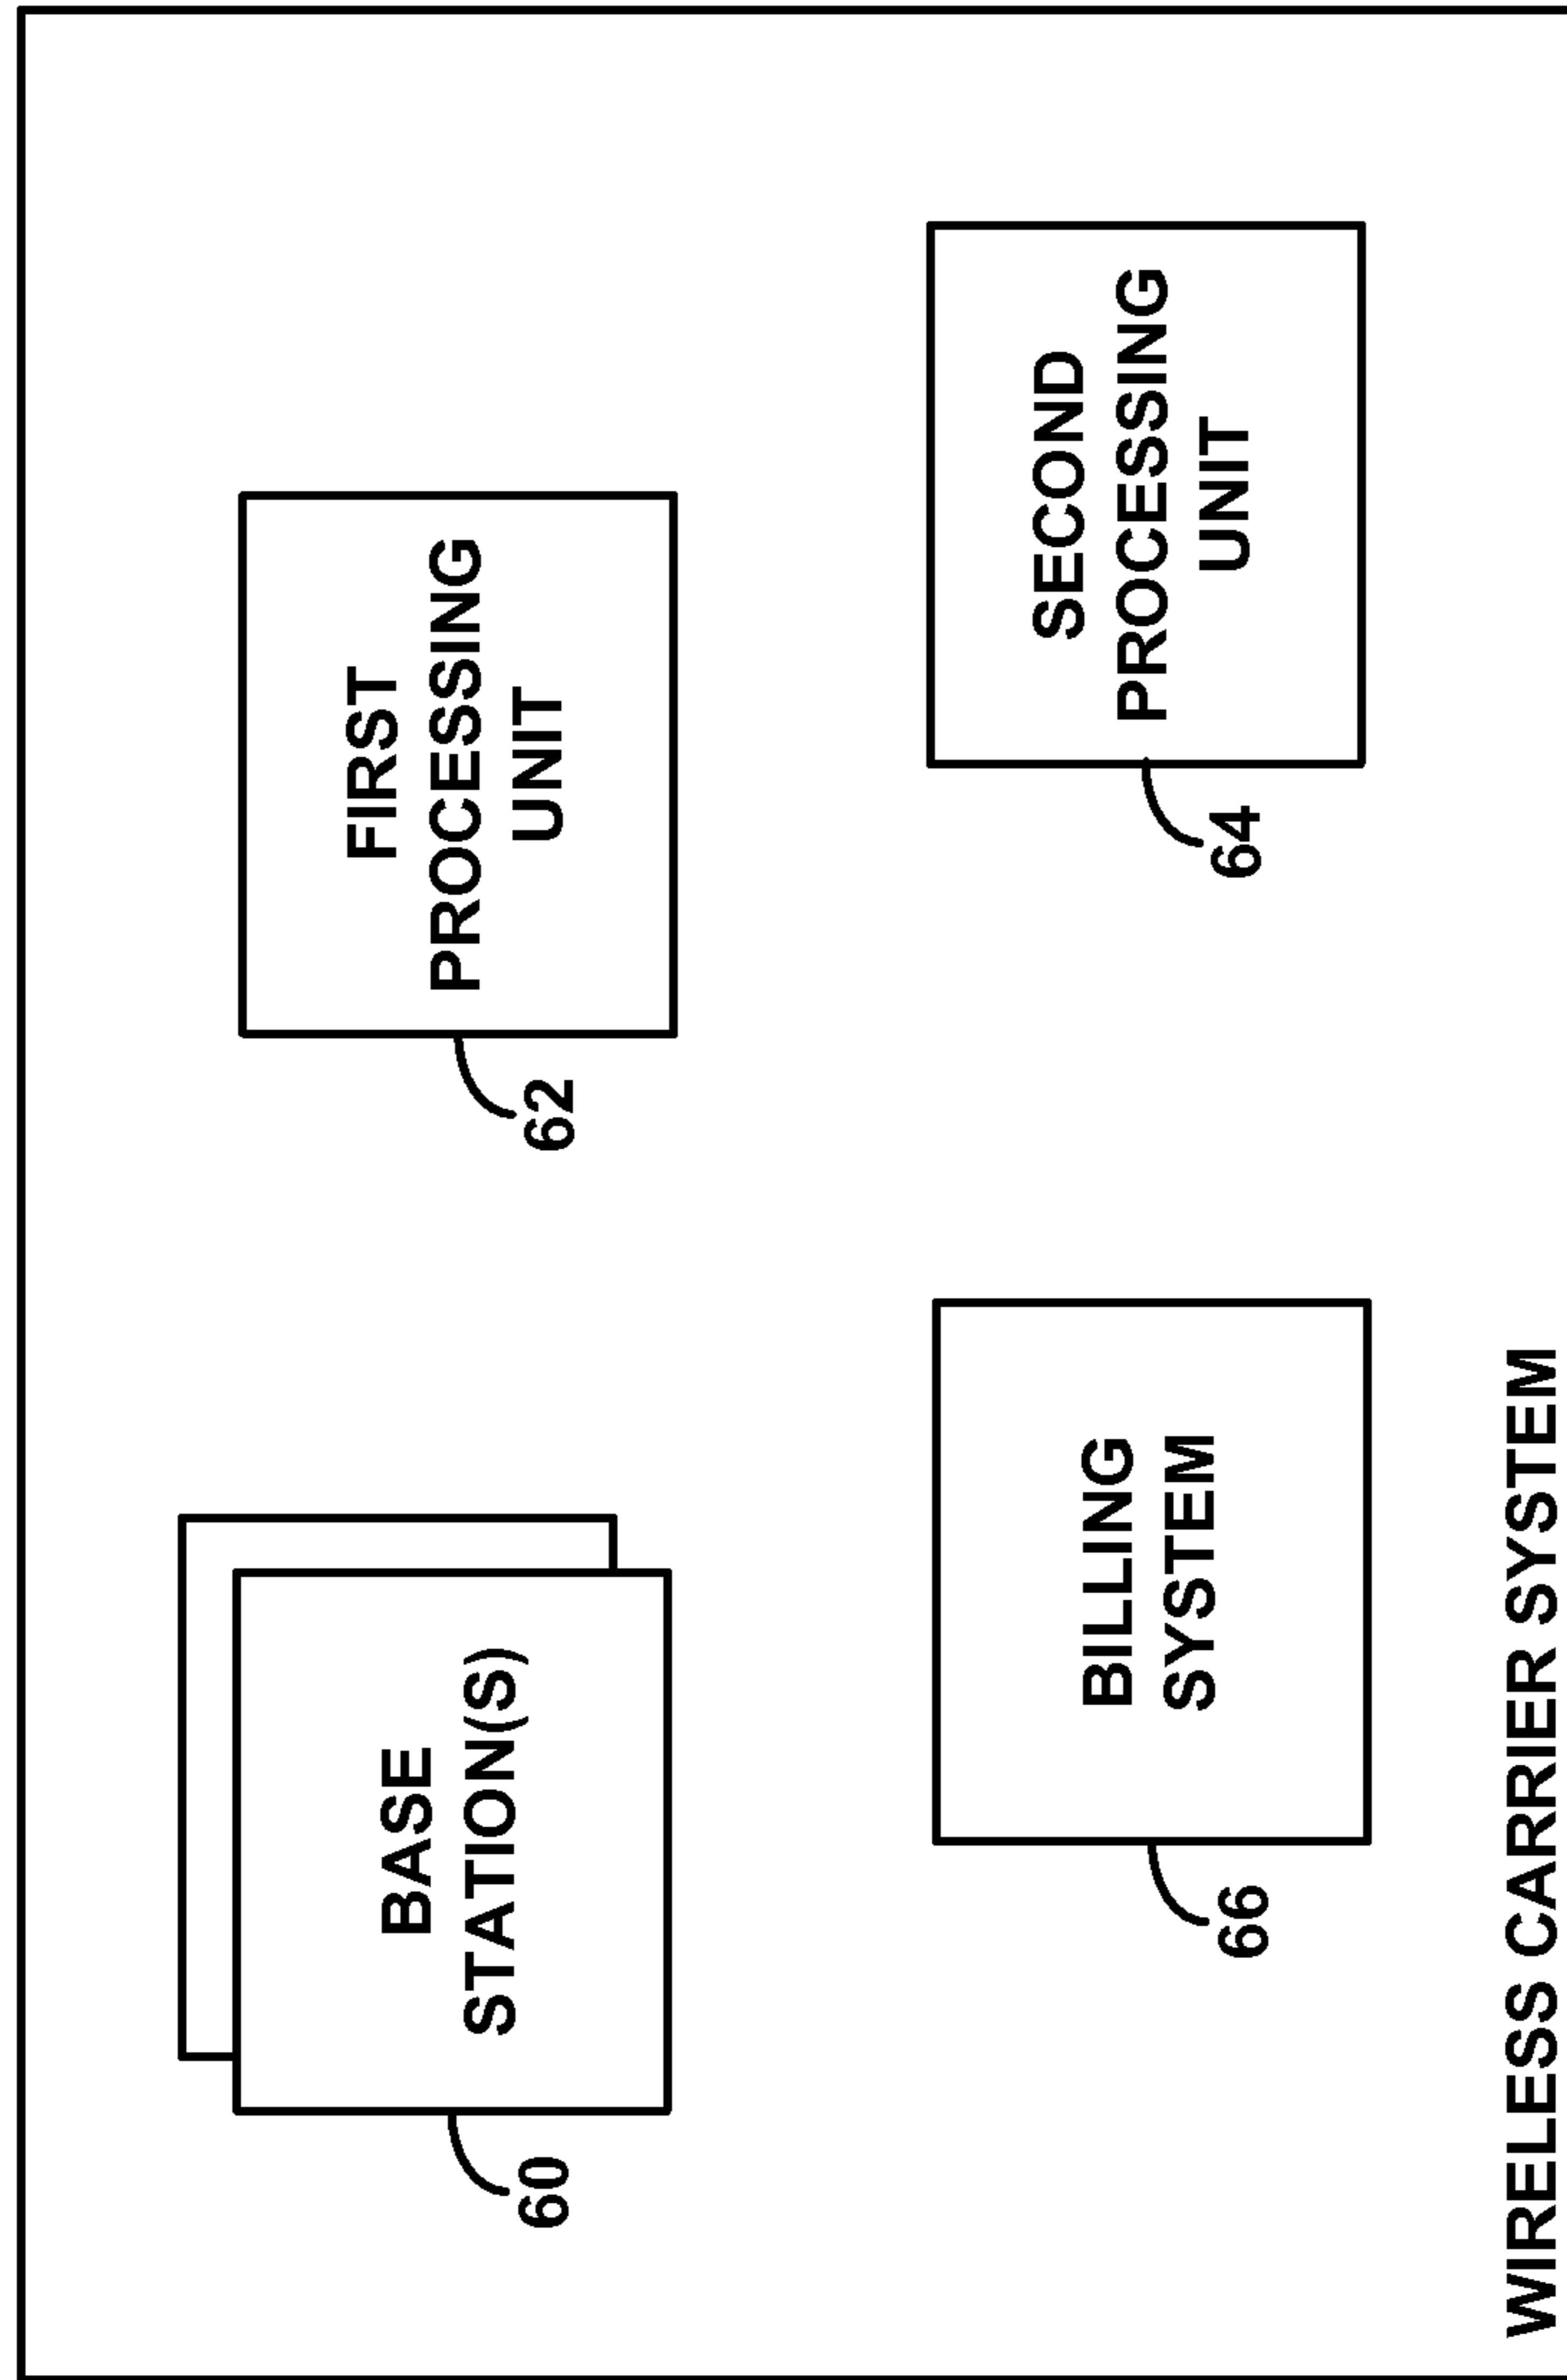 BASE
STATION(S)
60
FIRST
PROCESSING
UNIT
62
BILLING
SYSTEM
66
SECOND
PROCESSING
UNIT
64
WIRELESS CARRIER SYSTEM